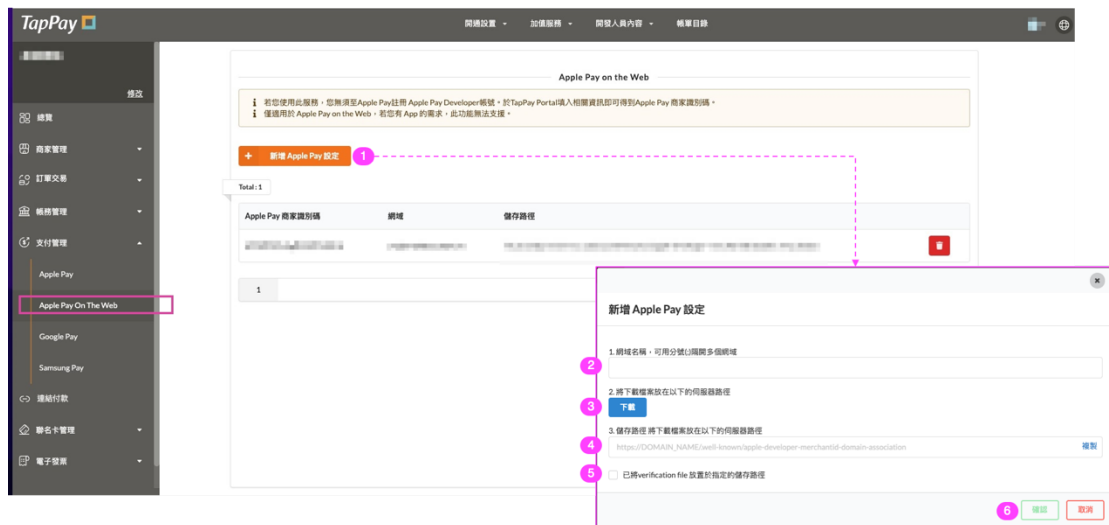 TapPay
開通設置 加值服務 開發人員內容 帳單目錄
修改
總覽
商家管理
訂單交易
帳務管理
支付管理
Apple Pay
Apple Pay On The Web
Google Pay
Samsung Pay
連結付款
聯名卡管理
電子發票
Apple Pay on the Web
若您使用此服務，您無須至Apple Pay註冊 Apple Pay Developer帳號。於TapPay Portal填入相關資訊即可得到Apple Pay 商家識別碼。
僅適用於 Apple Pay on the Web，若您有 App 的需求，此功能無法支援。
+ 新增 Apple Pay 設定 1
Total : 1
Apple Pay 商家識別碼 網域 儲存路徑
1
新增 Apple Pay 設定
1. 網域名稱，可用分號(;)隔開多個網域
2
2. 將下載檔案放在以下的伺服器路徑
3 下載
3. 儲存路徑 將下載檔案放在以下的伺服器路徑
4 https://DOMAIN_NAME/.well-known/apple-developer-merchantid-domain-association 複製
5 已將verification file 放置於指定的儲存路徑
6 確認 取消